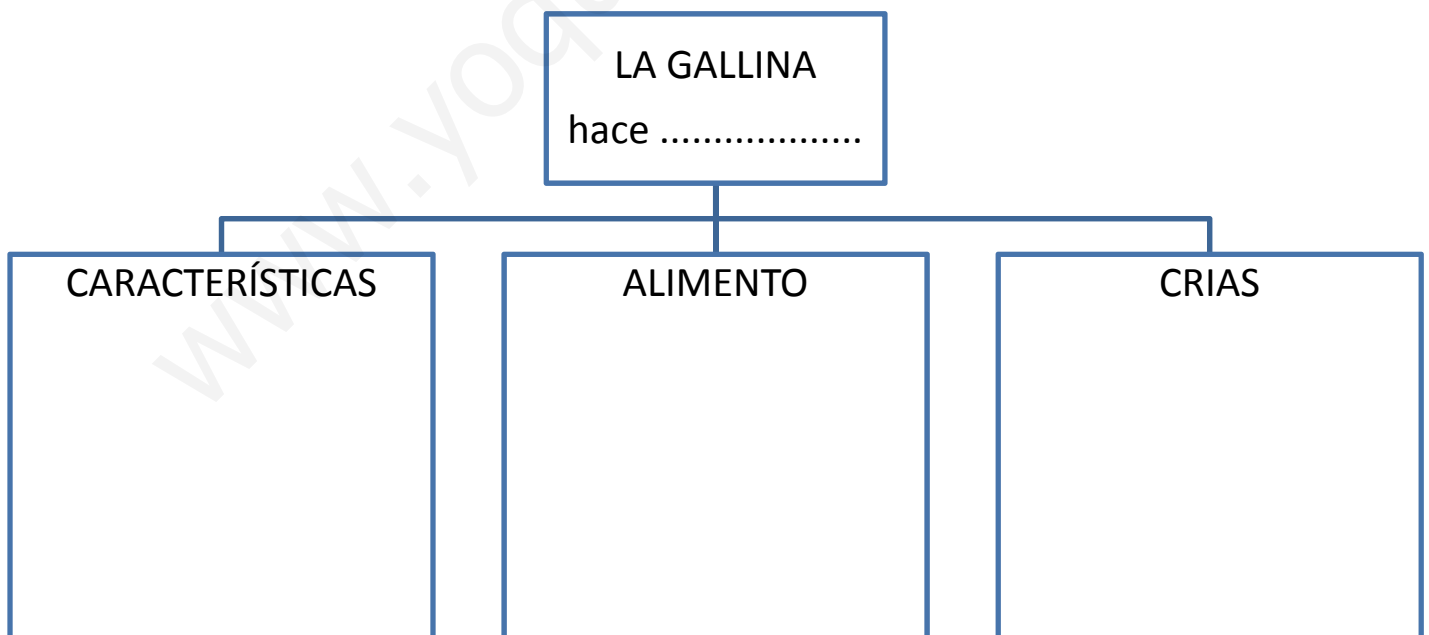 LA GALLINA
hace ...................
CARACTERÍSTICAS
ALIMENTO
CRIAS